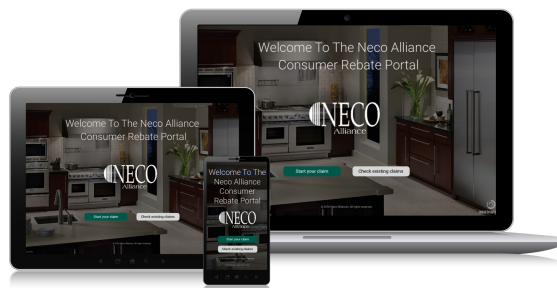 Welcome To The Neco Alliance
Consumer Rebate Portal
NECO
Alliance
Start your claim
Check existing claims
Welcome To The Neco Alliance
Consumer Rebate Portal
NECO
Alliance
Start your claim
Check existing claims
Welcome To The
Neco Alliance
Consumer
Rebate Portal
NECO
Alliance
Start your claim
Check existing claims